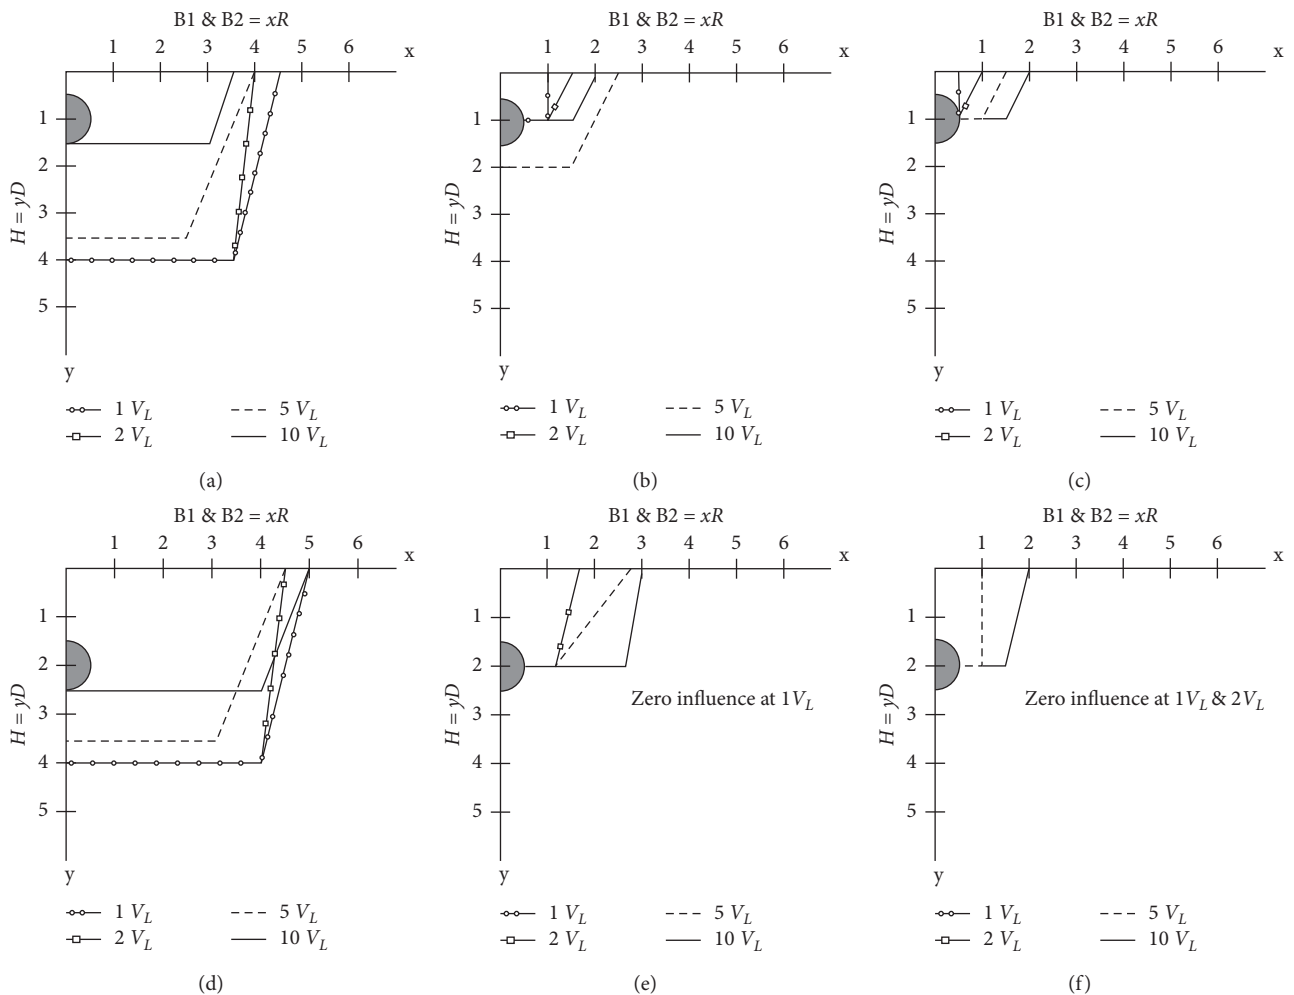 B1 & B2 = xR
1 2 3 4 5 6 x
1
2
3
4
5
H = yD
y
1 V_L
2 V_L
5 V_L
10 V_L
(a)
B1 & B2 = xR
1 2 3 4 5 6 x
1
2
3
4
5
H = yD
y
1 V_L
2 V_L
5 V_L
10 V_L
(b)
B1 & B2 = xR
1 2 3 4 5 6 x
1
2
3
4
5
H = yD
y
1 V_L
2 V_L
5 V_L
10 V_L
(c)
B1 & B2 = xR
1 2 3 4 5 6 x
1
2
3
4
5
H = yD
y
1 V_L
2 V_L
5 V_L
10 V_L
(d)
B1 & B2 = xR
1 2 3 4 5 6 x
1
2
3
4
5
H = yD
Zero influence at 1V_L
y
1 V_L
2 V_L
5 V_L
10 V_L
(e)
B1 & B2 = xR
1 2 3 4 5 6 x
1
2
3
4
5
H = yD
Zero influence at 1V_L & 2V_L
y
1 V_L
2 V_L
5 V_L
10 V_L
(f)